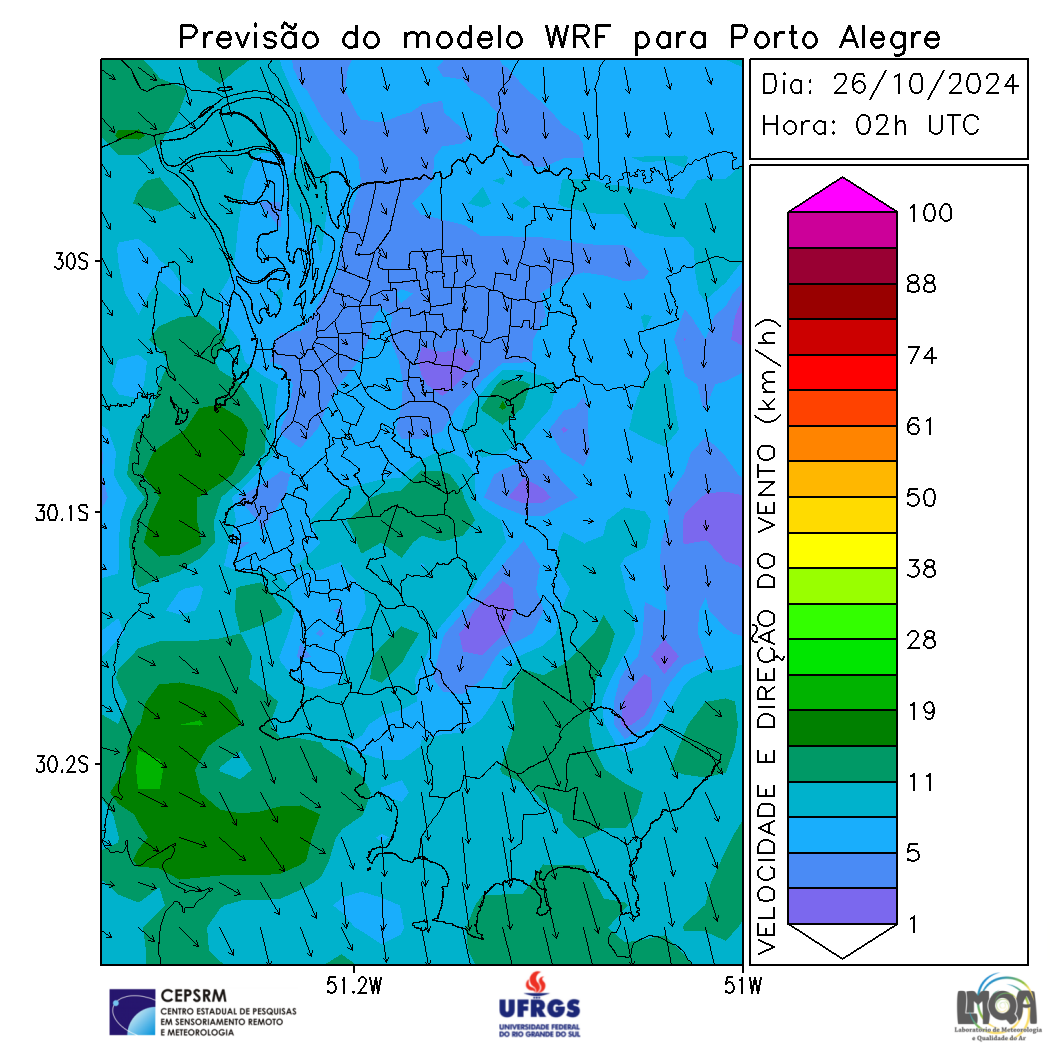 Previsão do modelo WRF para Porto Alegre
Dia: 26/10/2024
Hora: 02h UTC
30S
30.1S
30.2S
51.2W
51W
VELOCIDADE E DIREÇÃO DO VENTO (km/h)
100
88
74
61
50
38
28
19
11
5
1
CEPSRM
CENTRO ESTADUAL DE PESQUISAS
EM SENSORIAMENTO REMOTO
E METEOROLOGIA
UFRGS
UNIVERSIDADE FEDERAL
DO RIO GRANDE DO SUL
LMQA
Laboratório de Meteorologia
e Qualidade do Ar